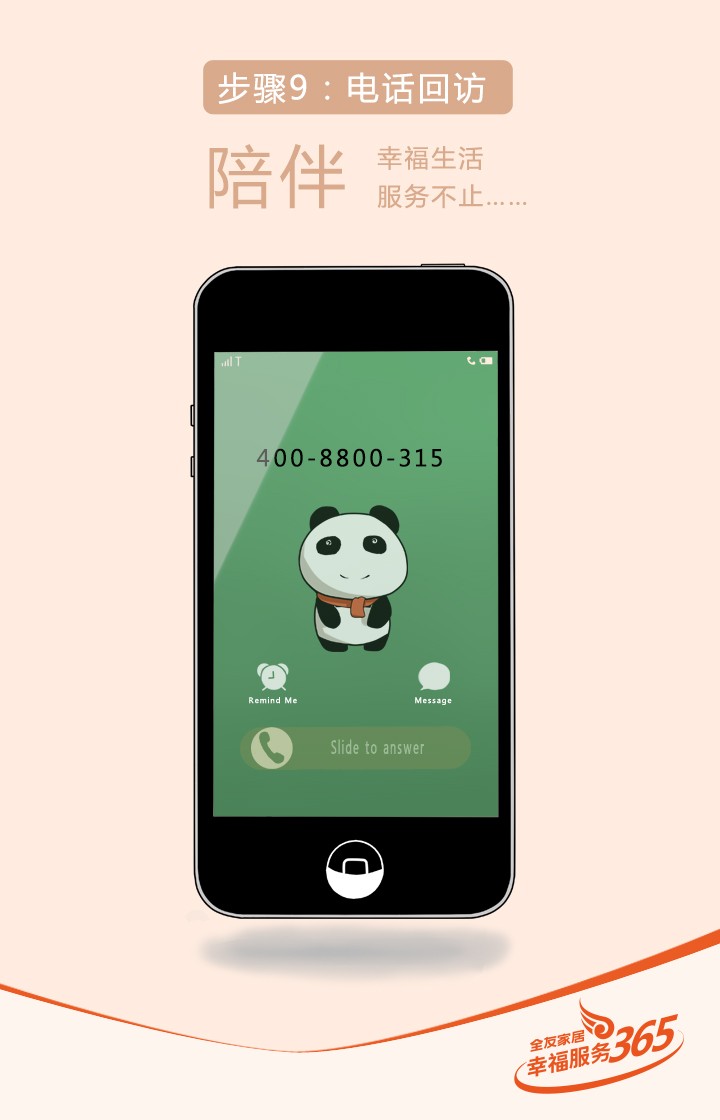 步骤9：电话回访
陪伴
幸福生活
服务不止……
T
400-8800-315
Remind Me
Message
Slide to answer
全友家居
幸福服务365